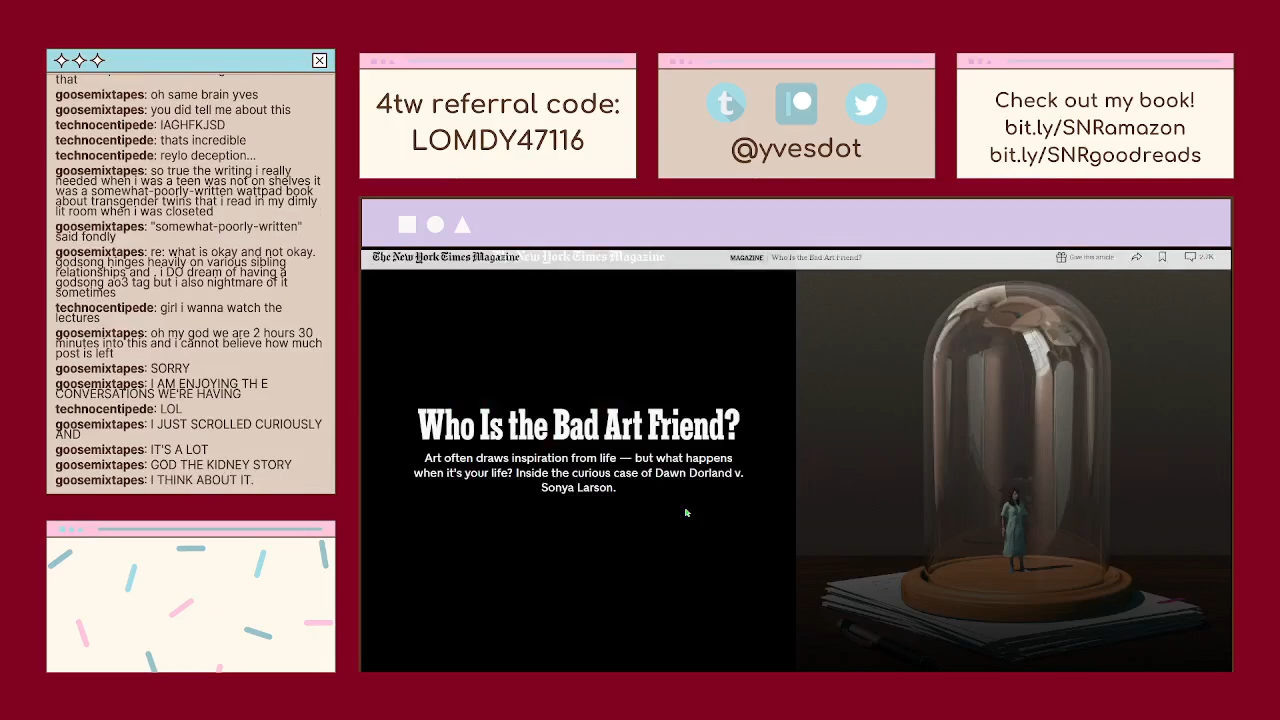 that
goosemixtapes: oh same brain yves
goosemixtapes: you did tell me about this
technocentipede: IAGHFKJSD
technocentipede: thats incredible
technocentipede: reylo deception...
goosemixtapes: so true the writing i really
needed when i was a teen was not on shelves it
was a somewhat-poorly-written wattpad book
about transgender twins that i read in my dimly
lit room when i was closeted
goosemixtapes: "somewhat-poorly-written"
said fondly
goosemixtapes: re: what is okay and not okay.
godsong hinges heavily on various sibling
relationships and , i DO dream of having a
godsong ao3 tag but i also nightmare of it
sometimes
technocentipede: girl i wanna watch the
lectures
goosemixtapes: oh my god we are 2 hours 30
minutes into this and i cannot believe how much
post is left
goosemixtapes: SORRY
goosemixtapes: I AM ENJOYING TH E
CONVERSATIONS WE'RE HAVING
technocentipede: LOL
goosemixtapes: I JUST SCROLLED CURIOUSLY
AND
goosemixtapes: IT'S A LOT
goosemixtapes: GOD THE KIDNEY STORY
goosemixtapes: I THINK ABOUT IT.
4tw referral code:
LOMDY47116
@yvesdot
Check out my book!
bit.ly/SNRamazon
bit.ly/SNRgoodreads
The New York Times Magazine New York Times Magazine MAGAZINE | Who Is the Bad Art Friend? Give this article 2.7K
Who Is the Bad Art Friend?
Art often draws inspiration from life — but what happens
when it's your life? Inside the curious case of Dawn Dorland v.
Sonya Larson.